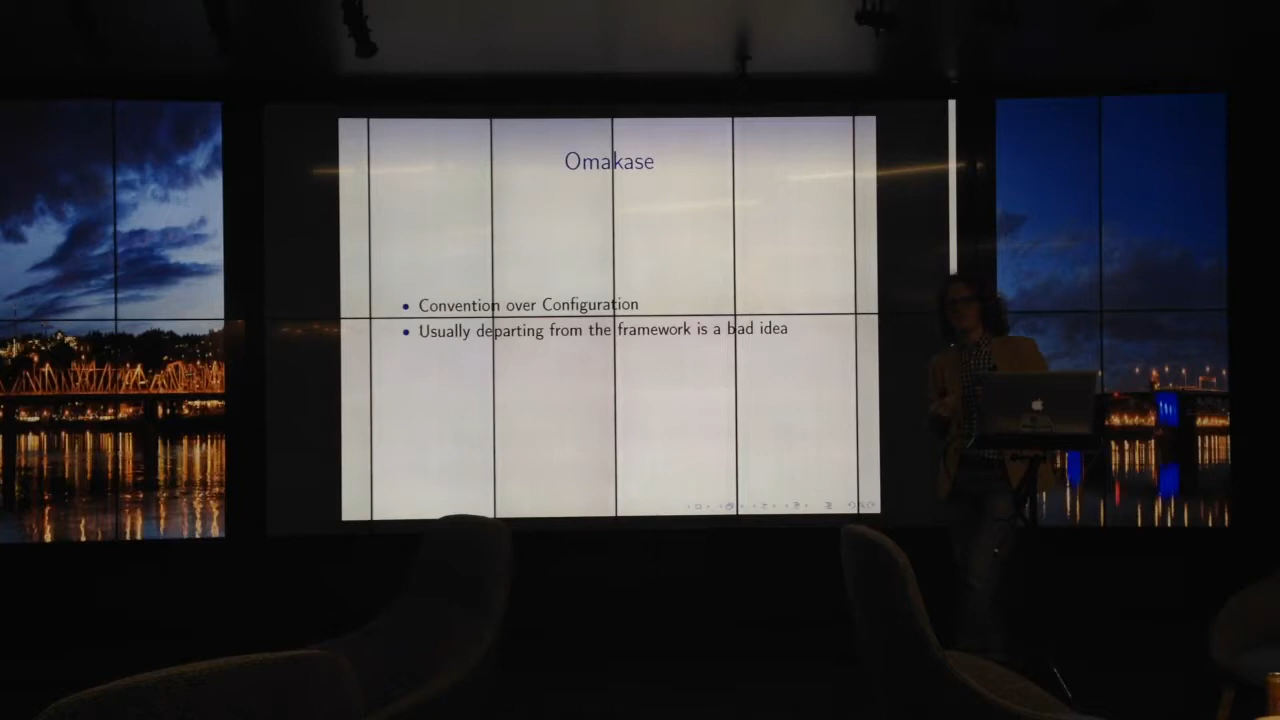 Omakase
Convention over Configuration
Usually departing from the framework is a bad idea